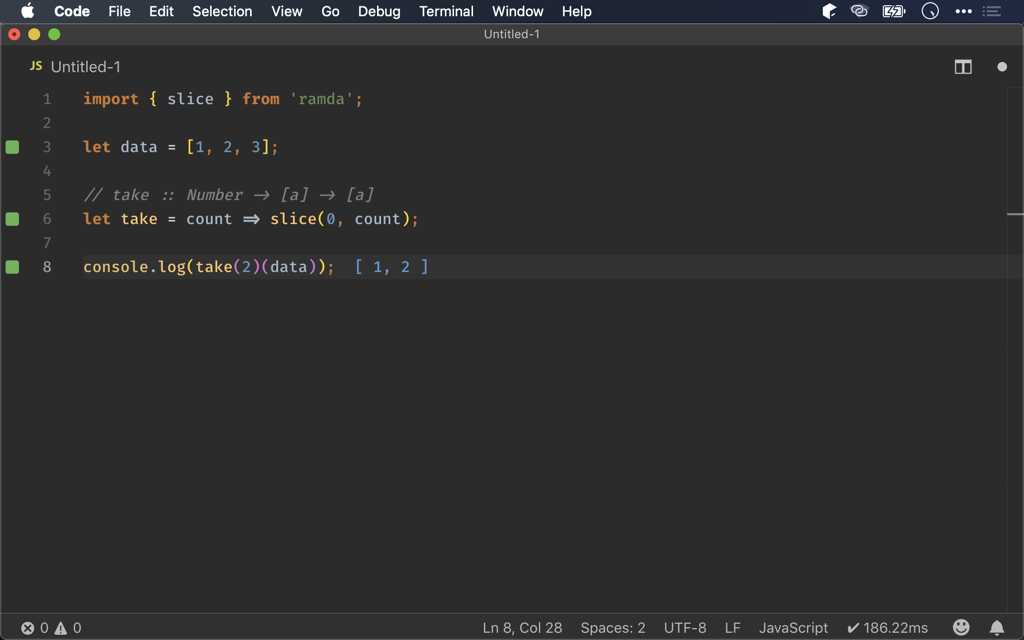 Code File Edit Selection View Go Debug Terminal Window Help
Untitled-1
JS Untitled-1
1 import { slice } from 'ramda';
2
3 let data = [1, 2, 3];
4
5 // take :: Number → [a] → [a]
6 let take = count ⇒ slice(0, count);
7
8 console.log(take(2)(data)); [ 1, 2 ]
0 0 Ln 8, Col 28 Spaces: 2 UTF-8 LF JavaScript ✔ 186.22ms